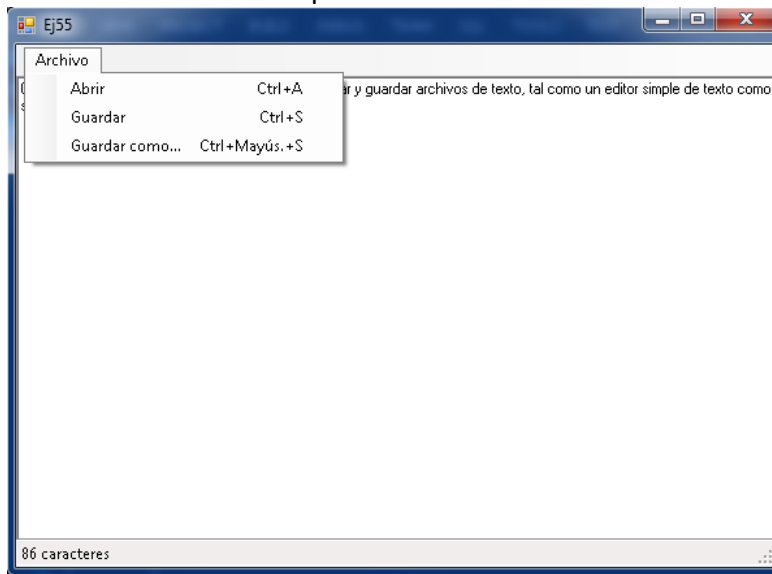 Ej55
Archivo
Abrir Ctrl+A
y guardar archivos de texto, tal como un editor simple de texto como
Guardar Ctrl+S
Guardar como... Ctrl+Mayús.+S
86 caracteres